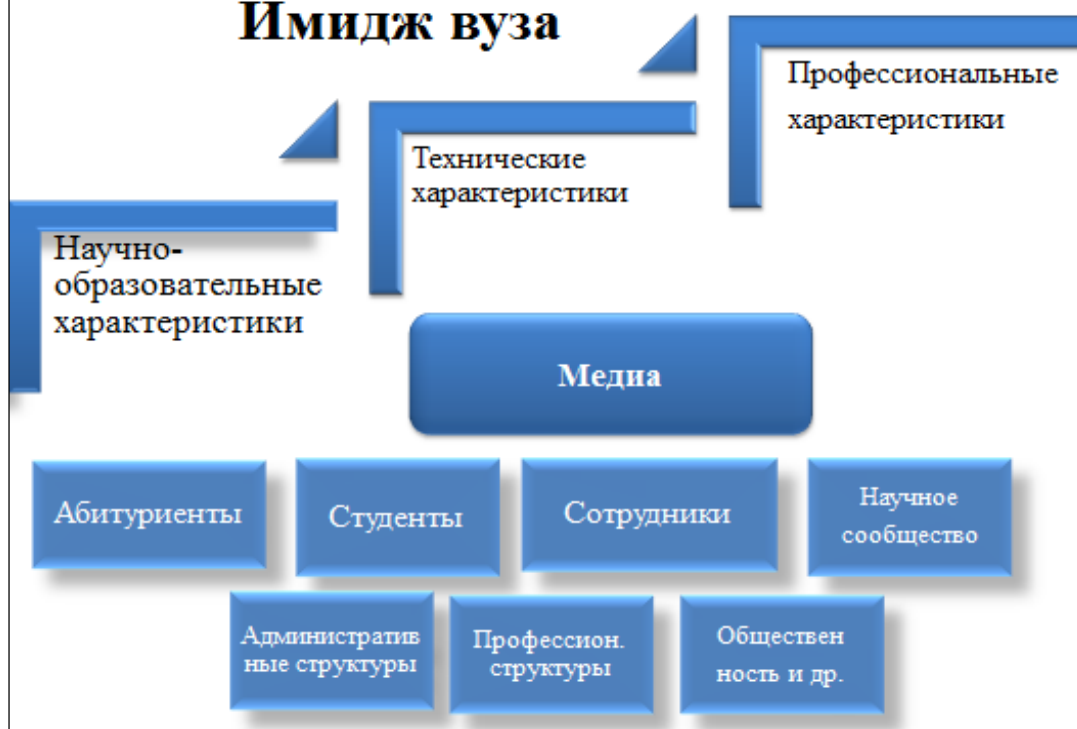 Имидж вуза
Профессиональные
характеристики
Технические
характеристики
Научно-
образовательные
характеристики
Медиа
Абитуриенты
Студенты
Сотрудники
Научное
сообщество
Административ
ные структуры
Профессион.
структуры
Обществен
ность и др.